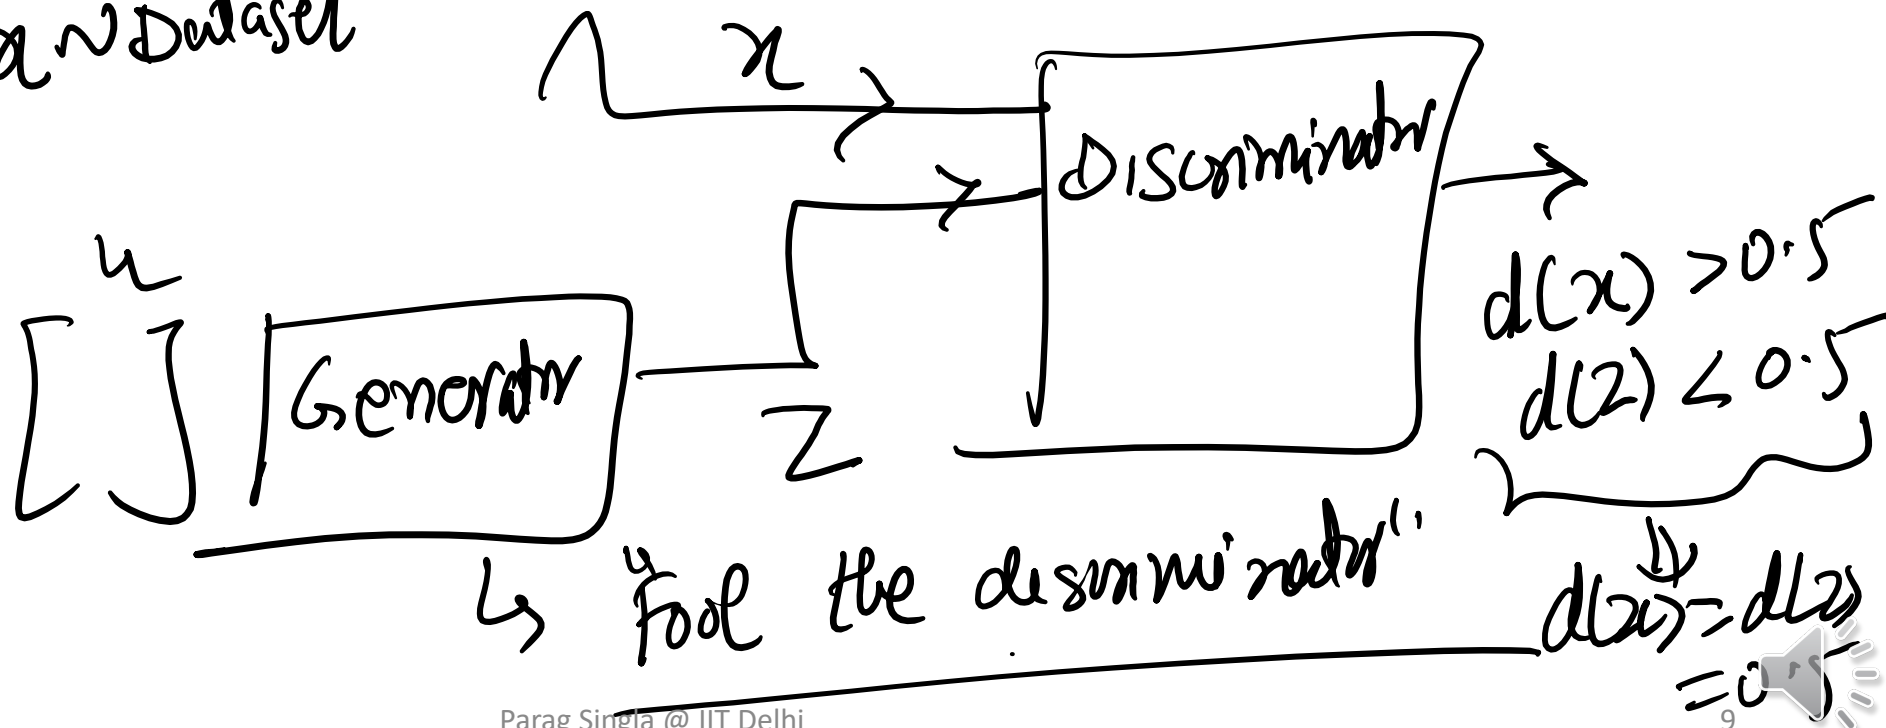 x ~ Dataset
x
Discriminator
u
[ ]
Generator
z
d(x) > 0.5
d(z) < 0.5
↳ "Fool the discriminator"
d(x) = d(z)
= 0.5
Parag Singla @ IIT Delhi
9